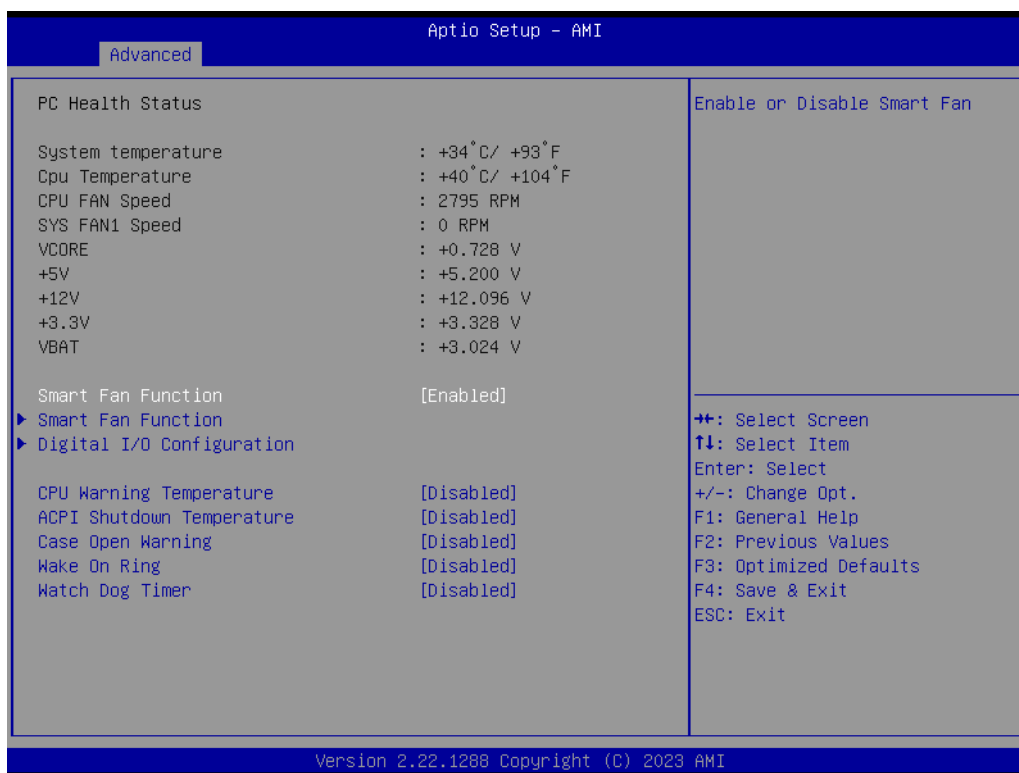 Aptio Setup - AMI
Advanced
PC Health Status
System temperature : +34°C/ +93°F
Cpu Temperature : +40°C/ +104°F
CPU FAN Speed : 2795 RPM
SYS FAN1 Speed : 0 RPM
VCORE : +0.728 V
+5V : +5.200 V
+12V : +12.096 V
+3.3V : +3.328 V
VBAT : +3.024 V
Smart Fan Function [Enabled]
Smart Fan Function
Digital I/O Configuration
CPU Warning Temperature [Disabled]
ACPI Shutdown Temperature [Disabled]
Case Open Warning [Disabled]
Wake On Ring [Disabled]
Watch Dog Timer [Disabled]
Enable or Disable Smart Fan
→←: Select Screen
↑↓: Select Item
Enter: Select
+/-: Change Opt.
F1: General Help
F2: Previous Values
F3: Optimized Defaults
F4: Save & Exit
ESC: Exit
Version 2.22.1288 Copyright (C) 2023 AMI